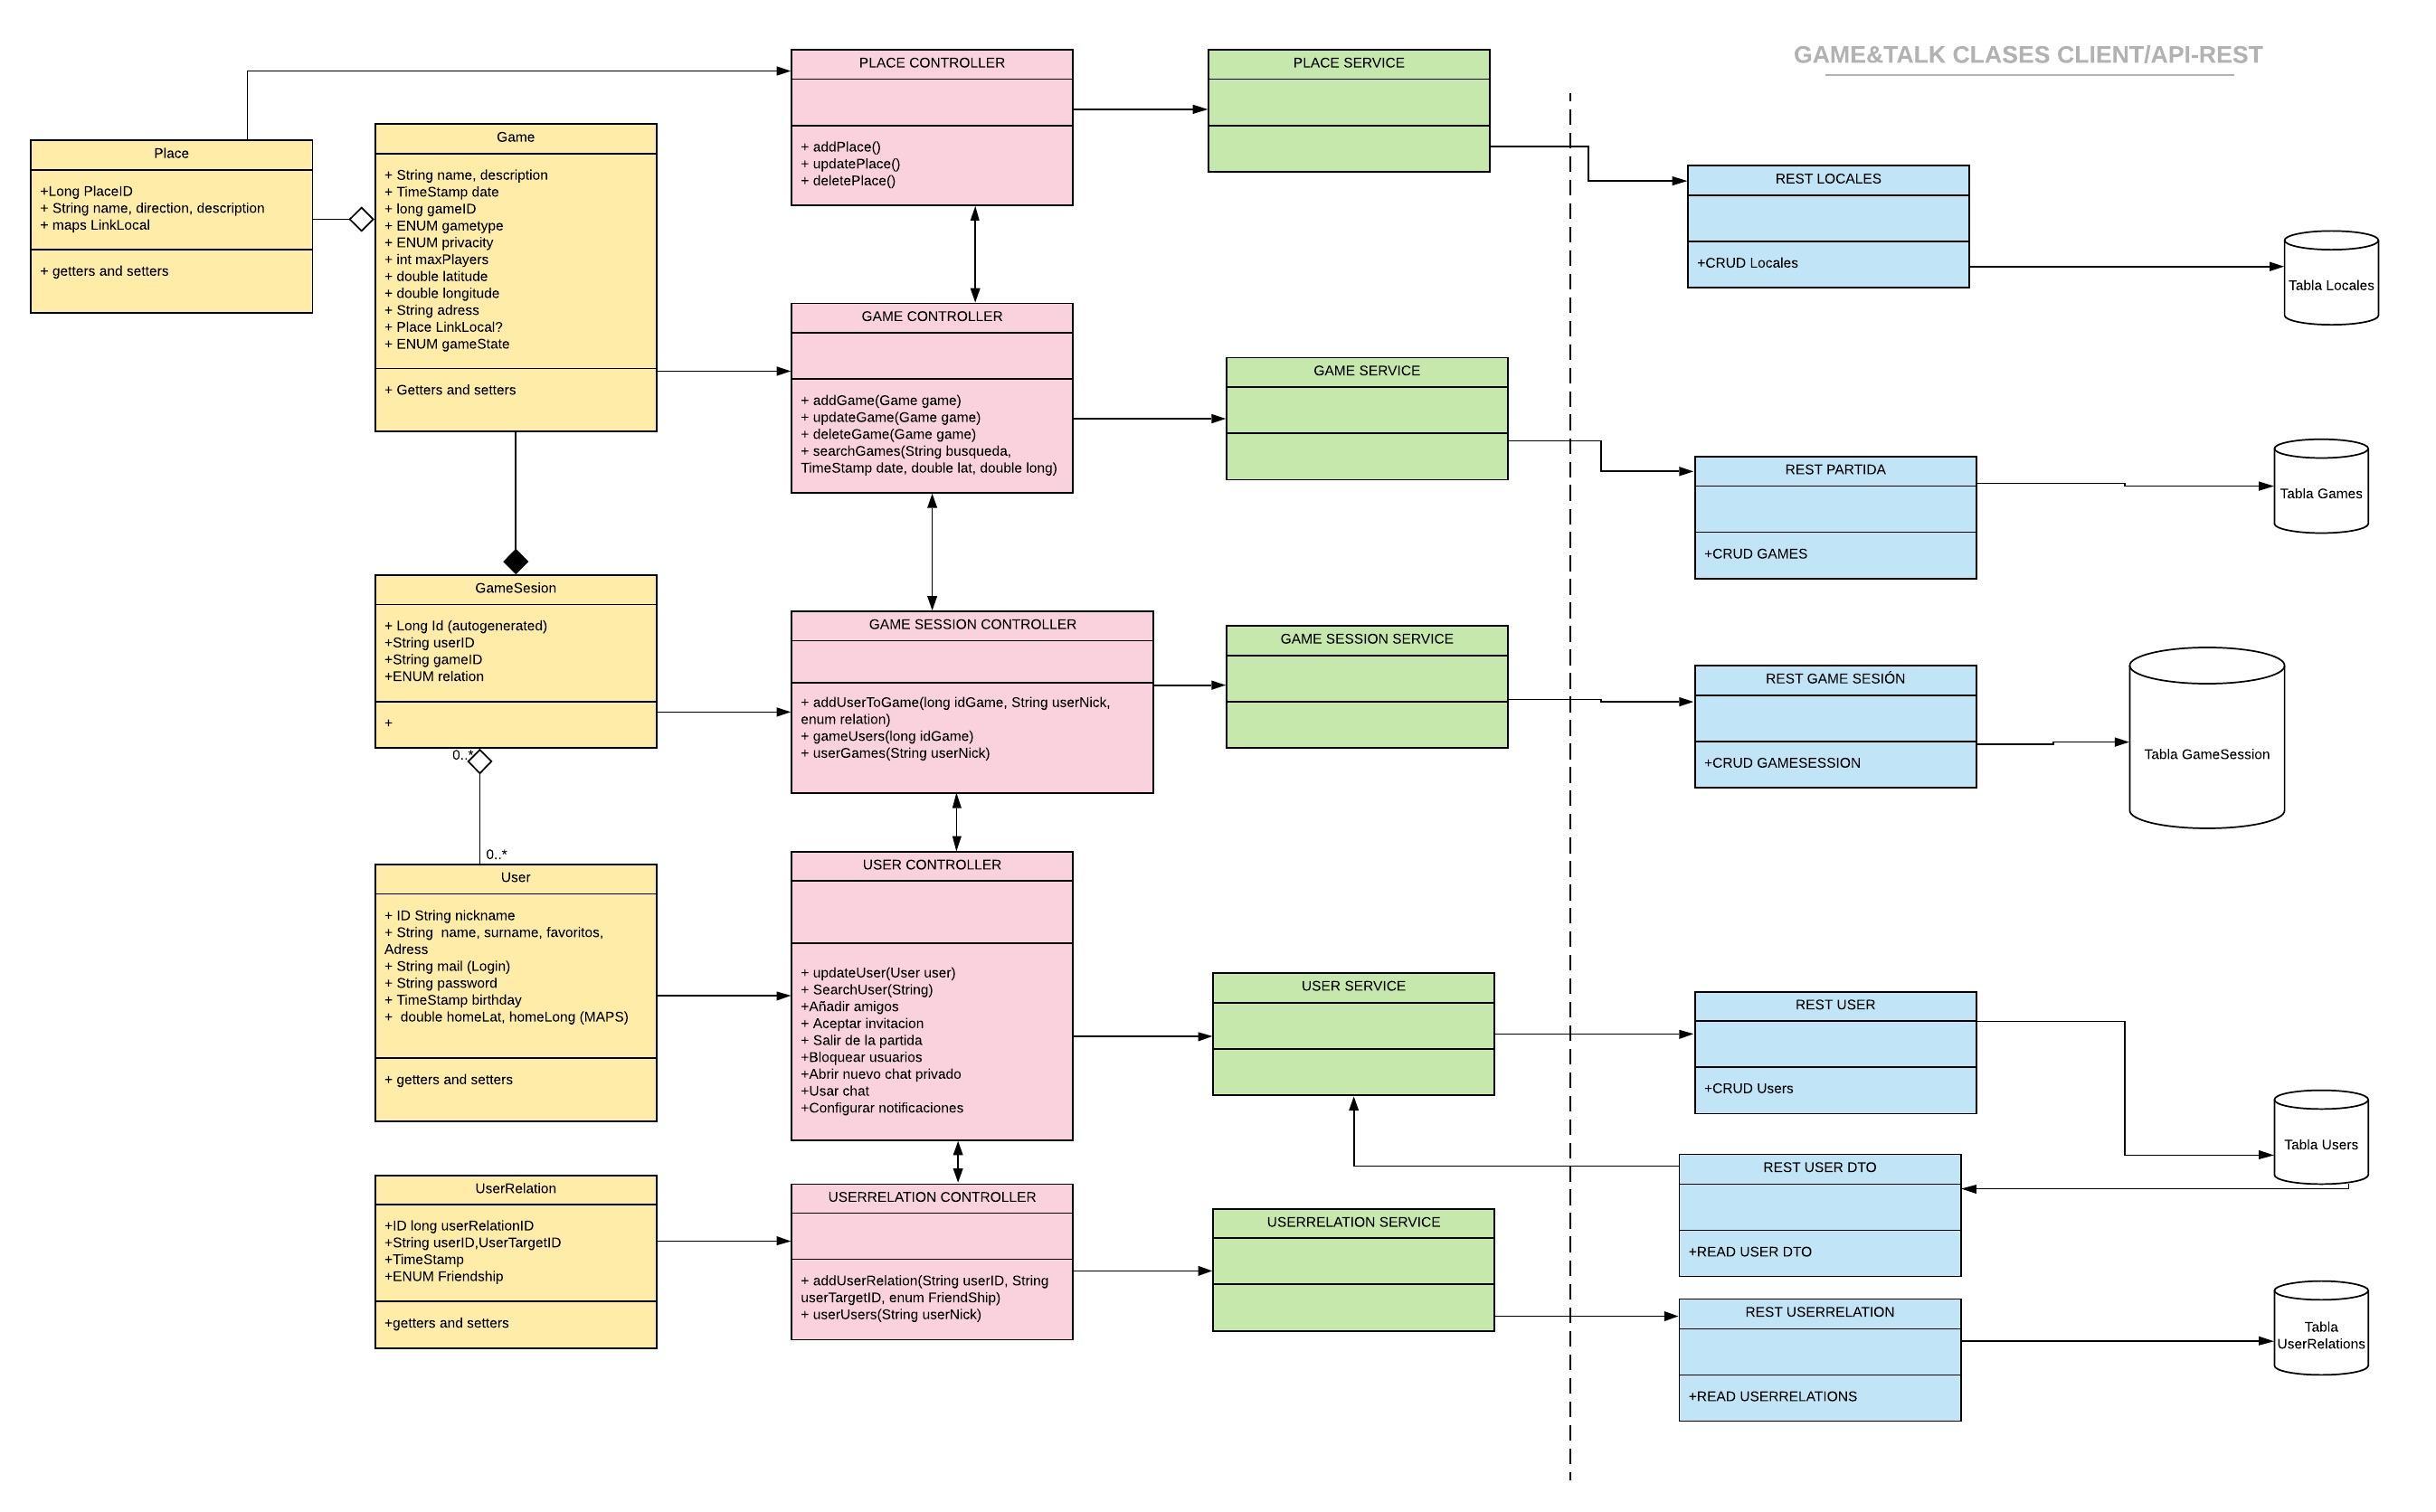 GAME&TALK CLASES CLIENT/API-REST
Place
+Long PlaceID
+ String name, direction, description
+ maps LinkLocal
+ getters and setters
Game
+ String name, description
+ TimeStamp date
+ long gameID
+ ENUM gametype
+ ENUM privacity
+ int maxPlayers
+ double latitude
+ double longitude
+ String adress
+ Place LinkLocal?
+ ENUM gameState
+ Getters and setters
GameSesion
+ Long Id (autogenerated)
+String userID
+String gameID
+ENUM relation
+
0..*
0..*
User
+ ID String nickname
+ String  name, surname, favoritos,
Adress
+ String mail (Login)
+ String password
+ TimeStamp birthday
+  double homeLat, homeLong (MAPS)
+ getters and setters
UserRelation
+ID long userRelationID
+String userID,UserTargetID
+TimeStamp
+ENUM Friendship
+getters and setters
PLACE CONTROLLER
+ addPlace()
+ updatePlace()
+ deletePlace()
GAME CONTROLLER
+ addGame(Game game)
+ updateGame(Game game)
+ deleteGame(Game game)
+ searchGames(String busqueda,
TimeStamp date, double lat, double long)
GAME SESSION CONTROLLER
+ addUserToGame(long idGame, String userNick,
enum relation)
+ gameUsers(long idGame)
+ userGames(String userNick)
USER CONTROLLER
+ updateUser(User user)
+ SearchUser(String)
+Añadir amigos
+ Aceptar invitacion
+ Salir de la partida
+Bloquear usuarios
+Abrir nuevo chat privado
+Usar chat
+Configurar notificaciones
USERRELATION CONTROLLER
+ addUserRelation(String userID, String
userTargetID, enum FriendShip)
+ userUsers(String userNick)
PLACE SERVICE
GAME SERVICE
GAME SESSION SERVICE
USER SERVICE
USERRELATION SERVICE
REST LOCALES
+CRUD Locales
REST PARTIDA
+CRUD GAMES
REST GAME SESIÓN
+CRUD GAMESESSION
REST USER
+CRUD Users
REST USER DTO
+READ USER DTO
REST USERRELATION
+READ USERRELATIONS
Tabla Locales
Tabla Games
Tabla GameSession
Tabla Users
Tabla
UserRelations